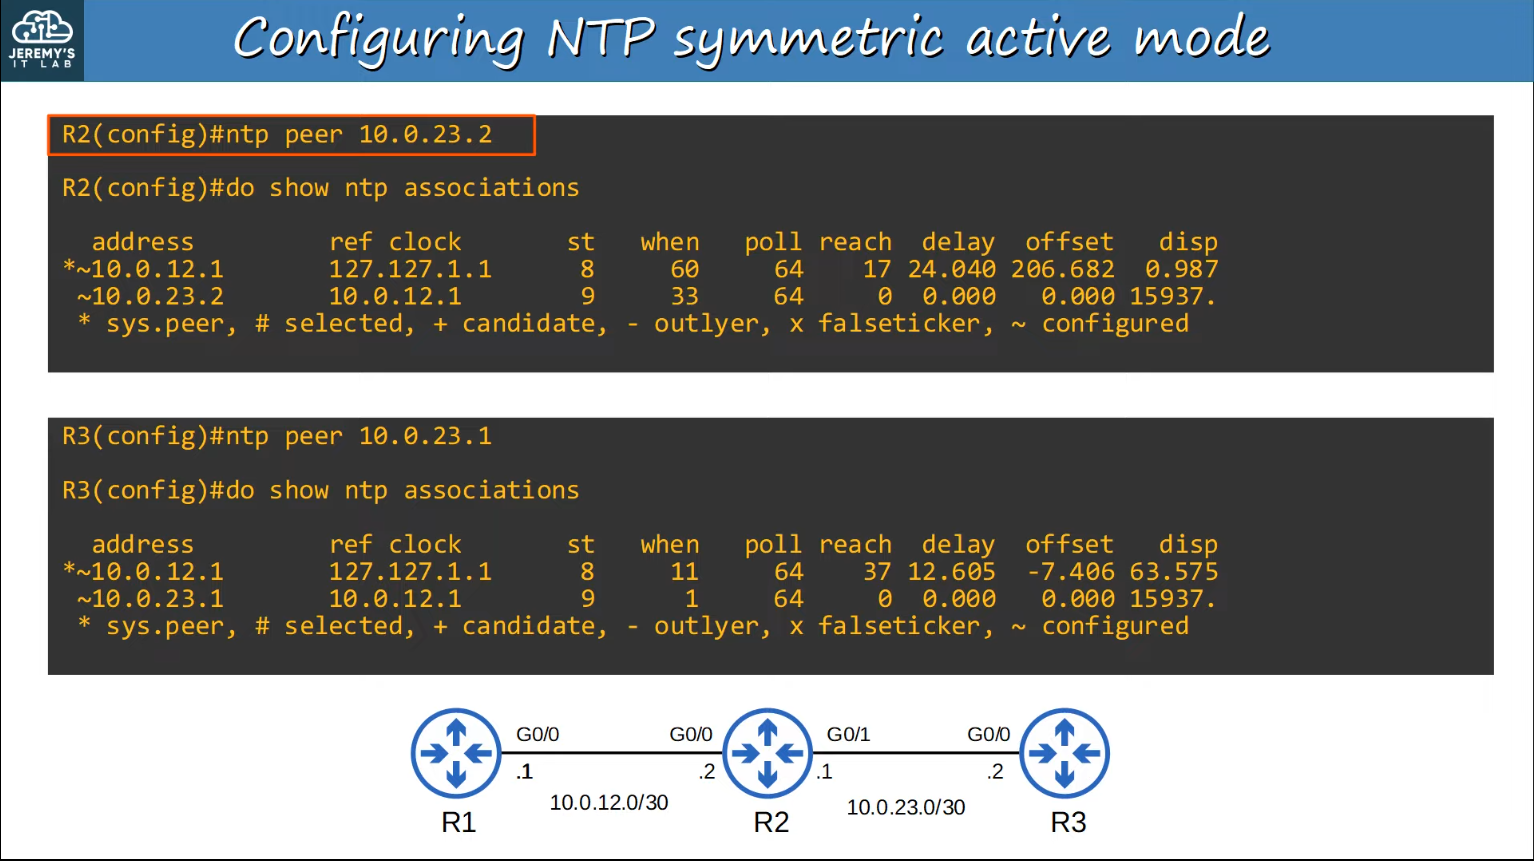 JEREMY'S
IT LAB
Configuring NTP symmetric active mode
R2(config)#ntp peer 10.0.23.2
R2(config)#do show ntp associations
address ref clock st when poll reach delay offset disp
*~10.0.12.1 127.127.1.1 8 60 64 17 24.040 206.682 0.987
~10.0.23.2 10.0.12.1 9 33 64 0 0.000 0.000 15937.
* sys.peer, # selected, + candidate, - outlyer, x falseticker, ~ configured
R3(config)#ntp peer 10.0.23.1
R3(config)#do show ntp associations
address ref clock st when poll reach delay offset disp
*~10.0.12.1 127.127.1.1 8 11 64 37 12.605 -7.406 63.575
~10.0.23.1 10.0.12.1 9 1 64 0 0.000 0.000 15937.
* sys.peer, # selected, + candidate, - outlyer, x falseticker, ~ configured
G0/0 G0/0 G0/1 G0/0
.1 .2 .1 .2
10.0.12.0/30 10.0.23.0/30
R1 R2 R3